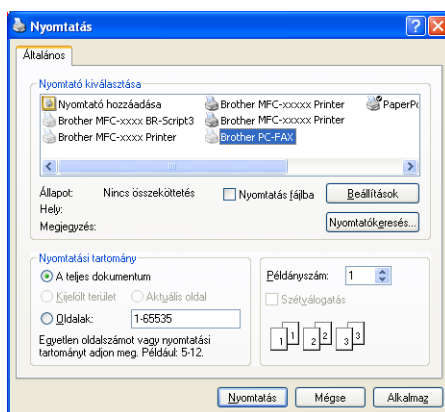 Nyomtatás
Általános
Nyomtató kiválasztása
Nyomtató hozzáadása
Brother MFC-xxxxx Printer
Brother MFC-xxxx BR-Script3
Brother MFC-xxxxx Printer
Brother MFC-xxxx Printer
Brother PC-FAX
Állapot: Nincs összeköttetés
Hely:
Megjegyzés:
Nyomtatás fájlba
Beállítások
Nyomtatókeresés...
Nyomtatási tartomány
A teljes dokumentum
Kijelölt terület Aktuális oldal
Oldalak: 1-65535
Egyetlen oldalszámot vagy nyomtatási
tartományt adjon meg. Például: 5-12.
Példányszám: 1
Szétválogatás
1 1 2 2 3 3
Nyomtatás Mégse Alkalmaz